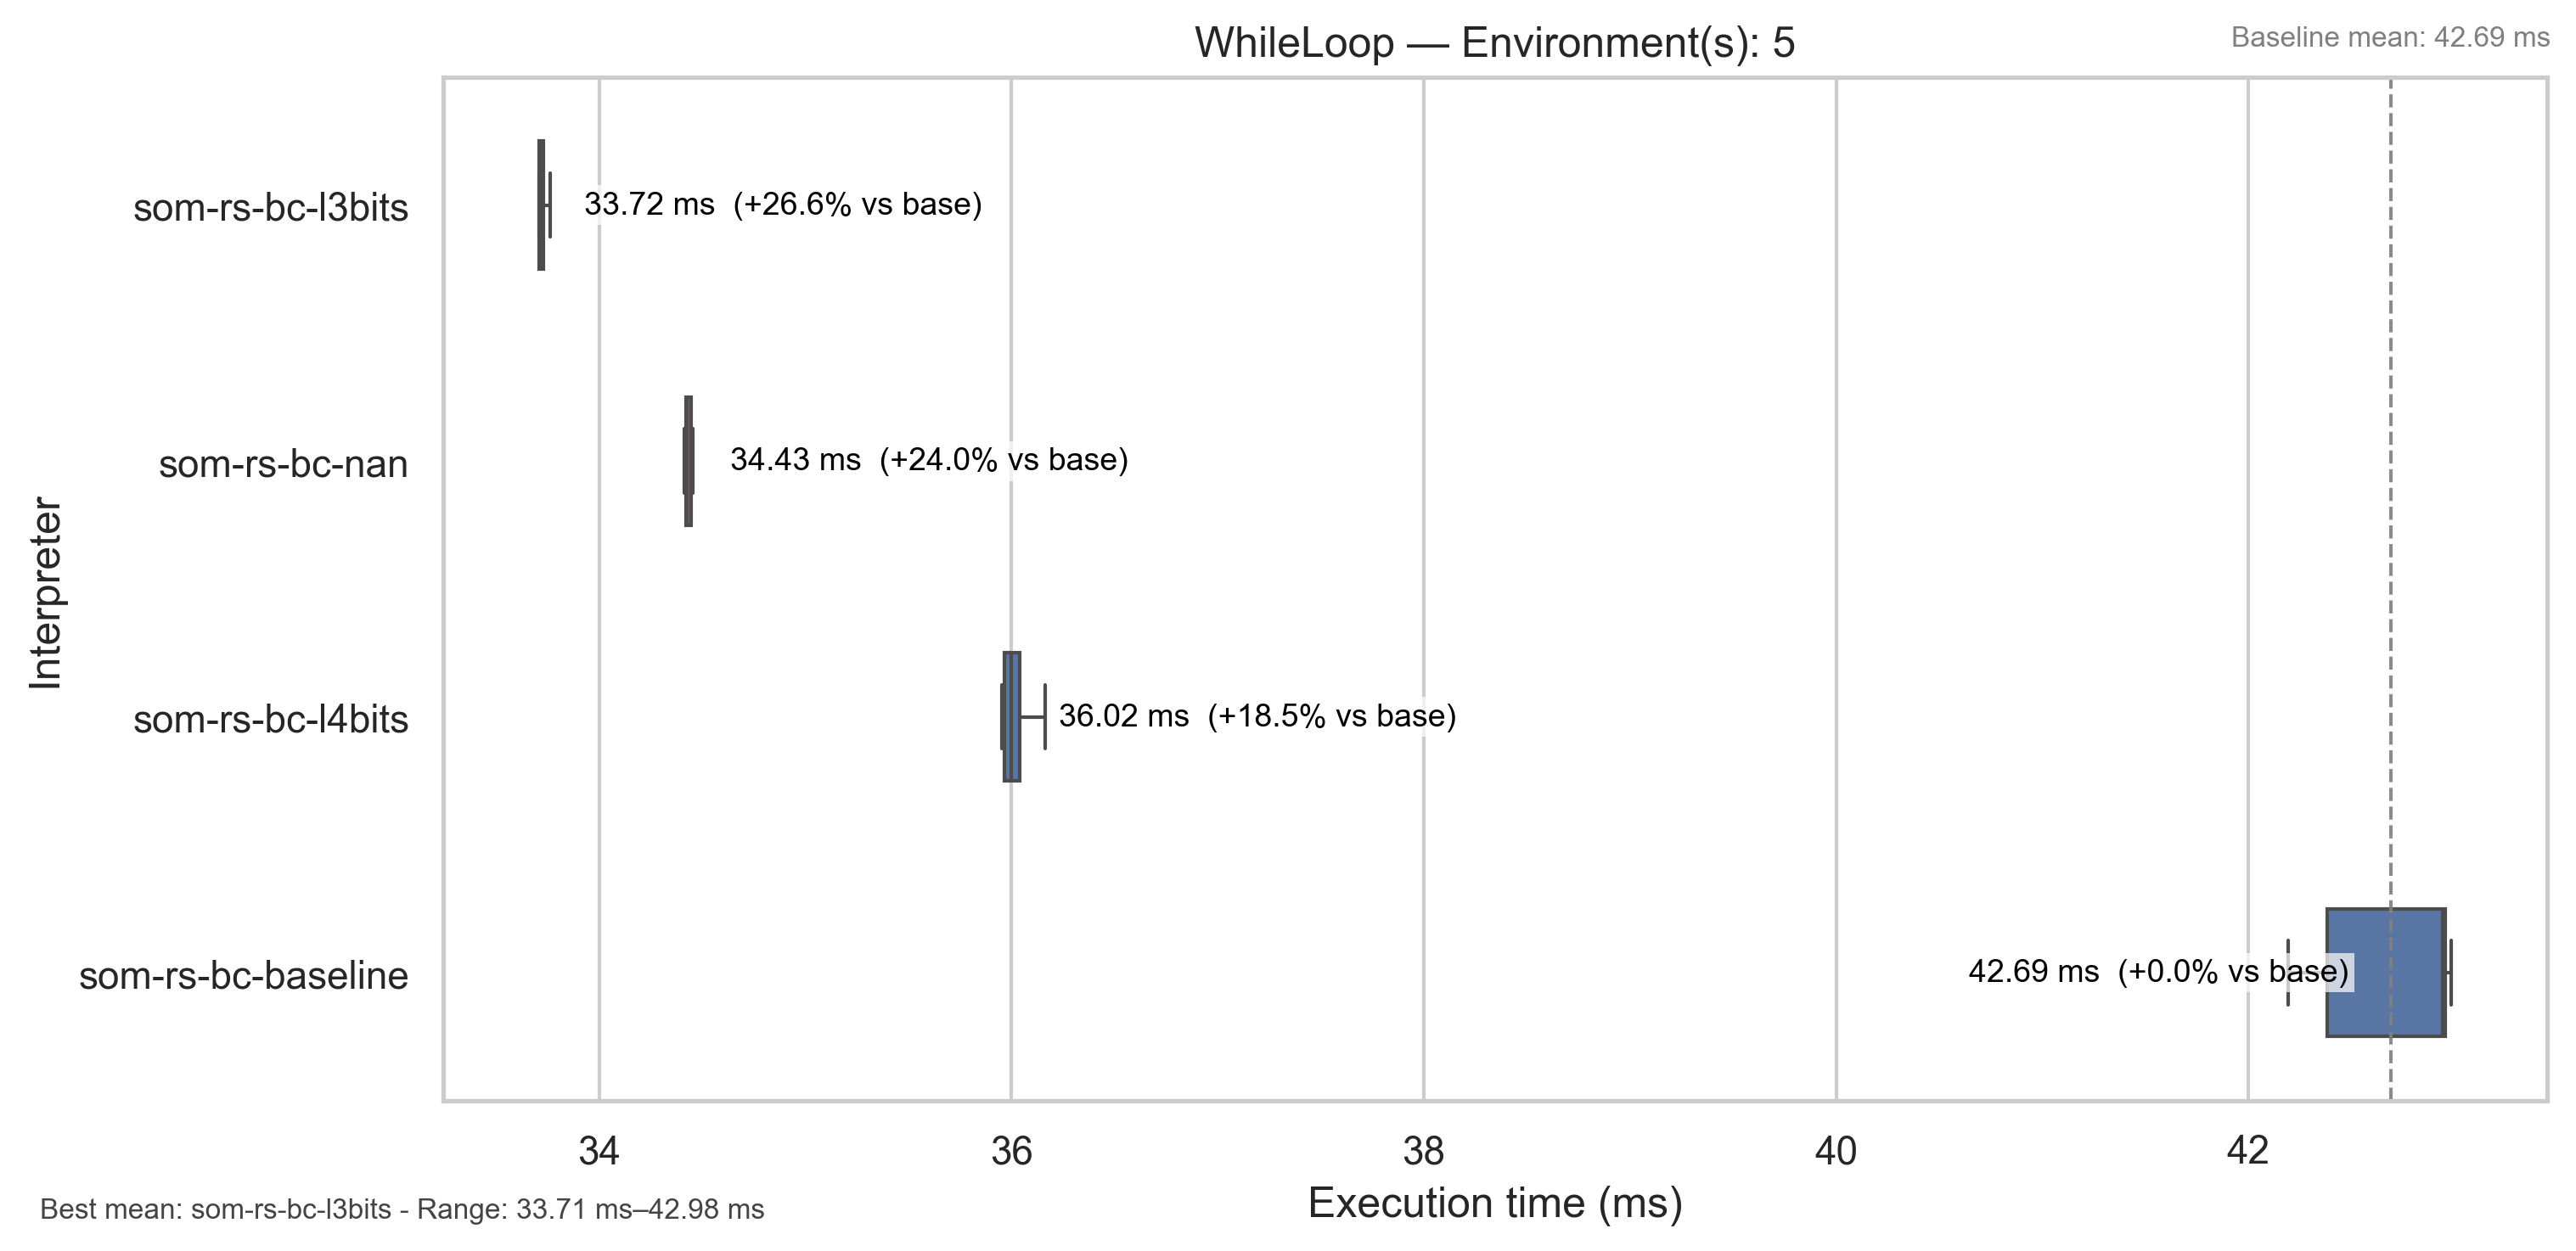 WhileLoop — Environment(s): 5
Baseline mean: 42.69 ms
Interpreter
som-rs-bc-l3bits
33.72 ms (+26.6% vs base)
som-rs-bc-nan
34.43 ms (+24.0% vs base)
som-rs-bc-l4bits
36.02 ms (+18.5% vs base)
som-rs-bc-baseline
42.69 ms (+0.0% vs base)
34 36 38 40 42
Execution time (ms)
Best mean: som-rs-bc-l3bits - Range: 33.71 ms–42.98 ms